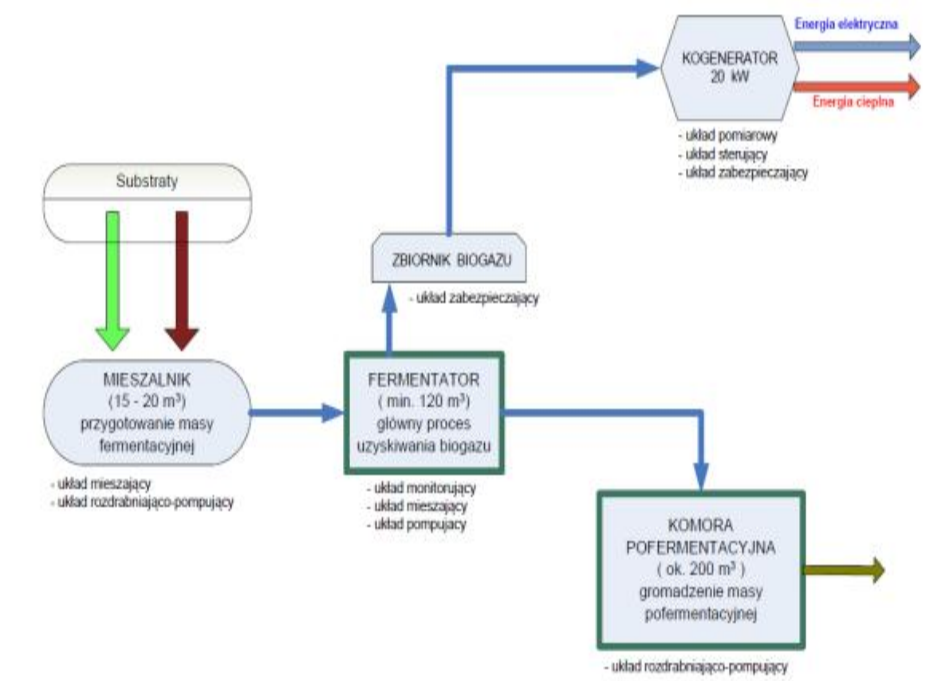 Energia elektryczna
KOGENERATOR
20 kW
Energia cieplna
- układ pomiarowy
- układ sterujący
- układ zabezpieczający
Substraty
ZBIORNIK BIOGAZU
- układ zabezpieczający
MIESZALNIK
(15 - 20 m³)
przygotowanie masy
fermentacyjnej
- układ mieszający
- układ rozdrabniająco-pompujący
FERMENTATOR
( min. 120 m³)
główny proces
uzyskiwania biogazu
- układ monitorujący
- układ mieszający
- układ pompujacy
KOMORA
POFERMENTACYJNA
( ok. 200 m³ )
gromadzenie masy
pofermentacyjnej
- układ rozdrabniająco-pompujący